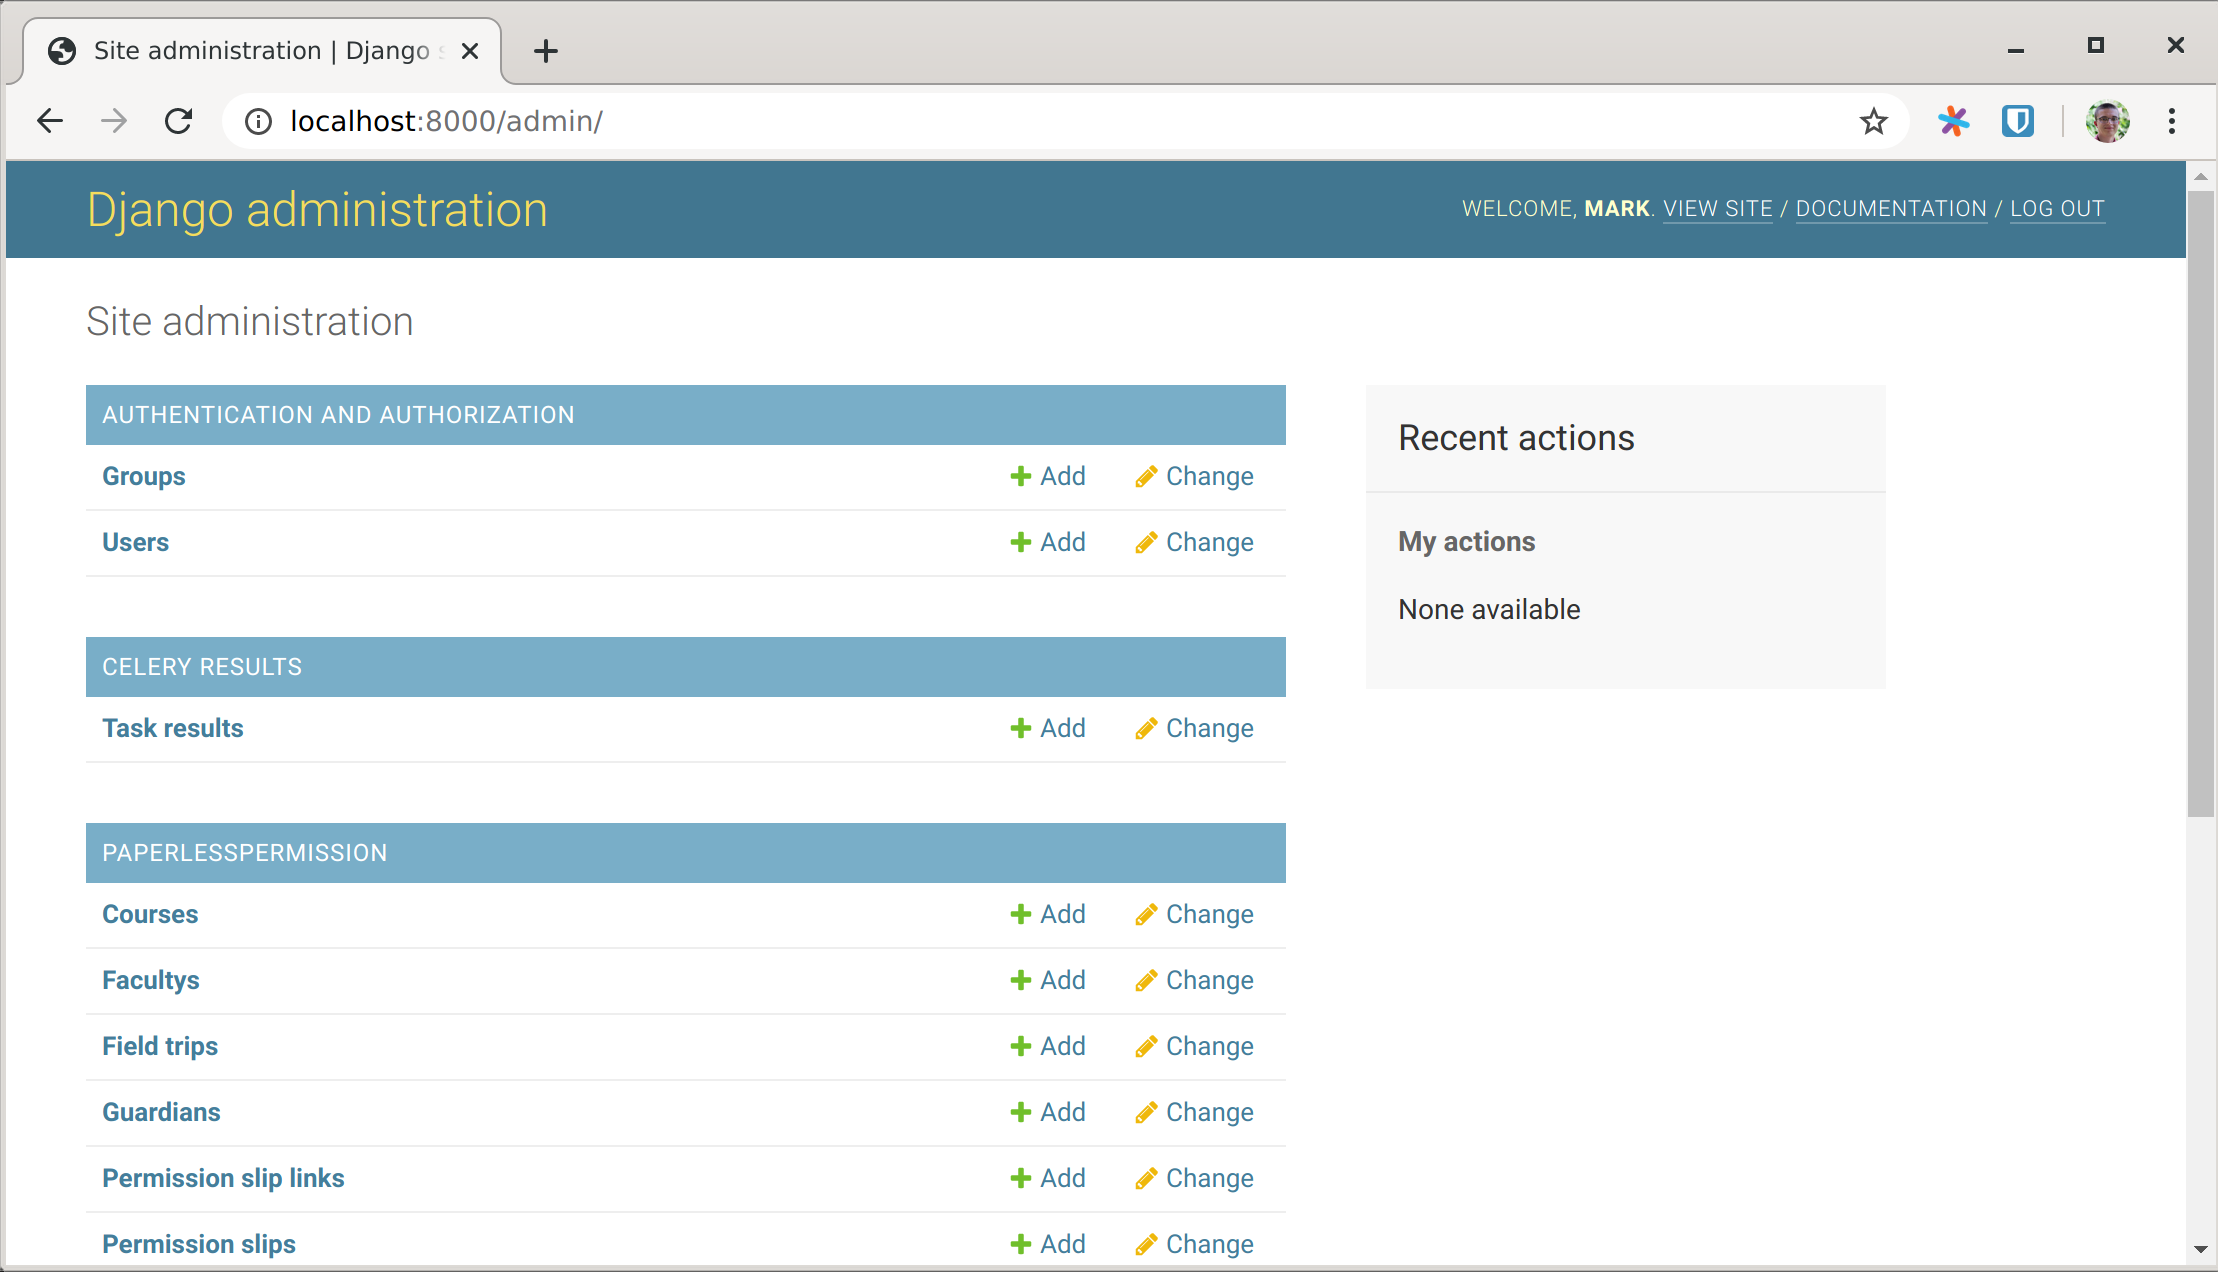 Site administration | Django
localhost:8000/admin/
Django administration
WELCOME, MARK. VIEW SITE / DOCUMENTATION / LOG OUT
Site administration
AUTHENTICATION AND AUTHORIZATION
Groups Add Change
Users Add Change
CELERY RESULTS
Task results Add Change
PAPERLESSPERMISSION
Courses Add Change
Facultys Add Change
Field trips Add Change
Guardians Add Change
Permission slip links Add Change
Permission slips Add Change
Recent actions
My actions
None available